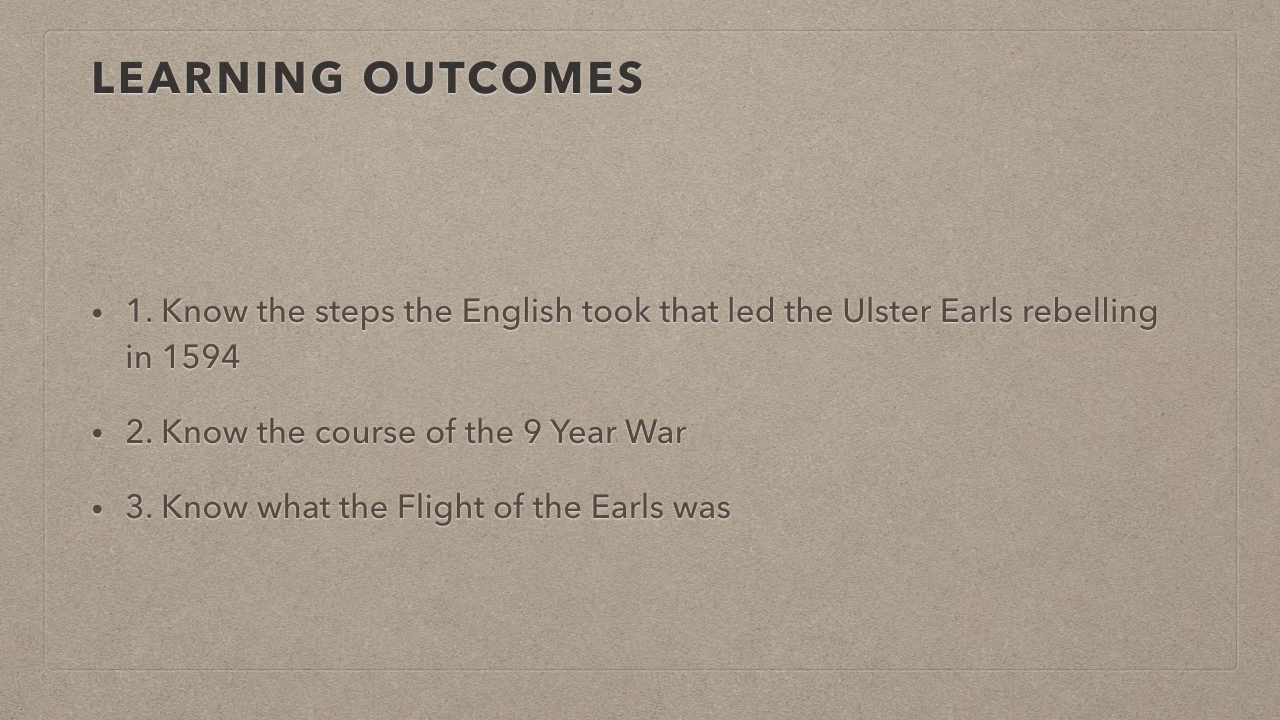 LEARNING OUTCOMES
• 1. Know the steps the English took that led the Ulster Earls rebelling
in 1594
• 2. Know the course of the 9 Year War
• 3. Know what the Flight of the Earls was